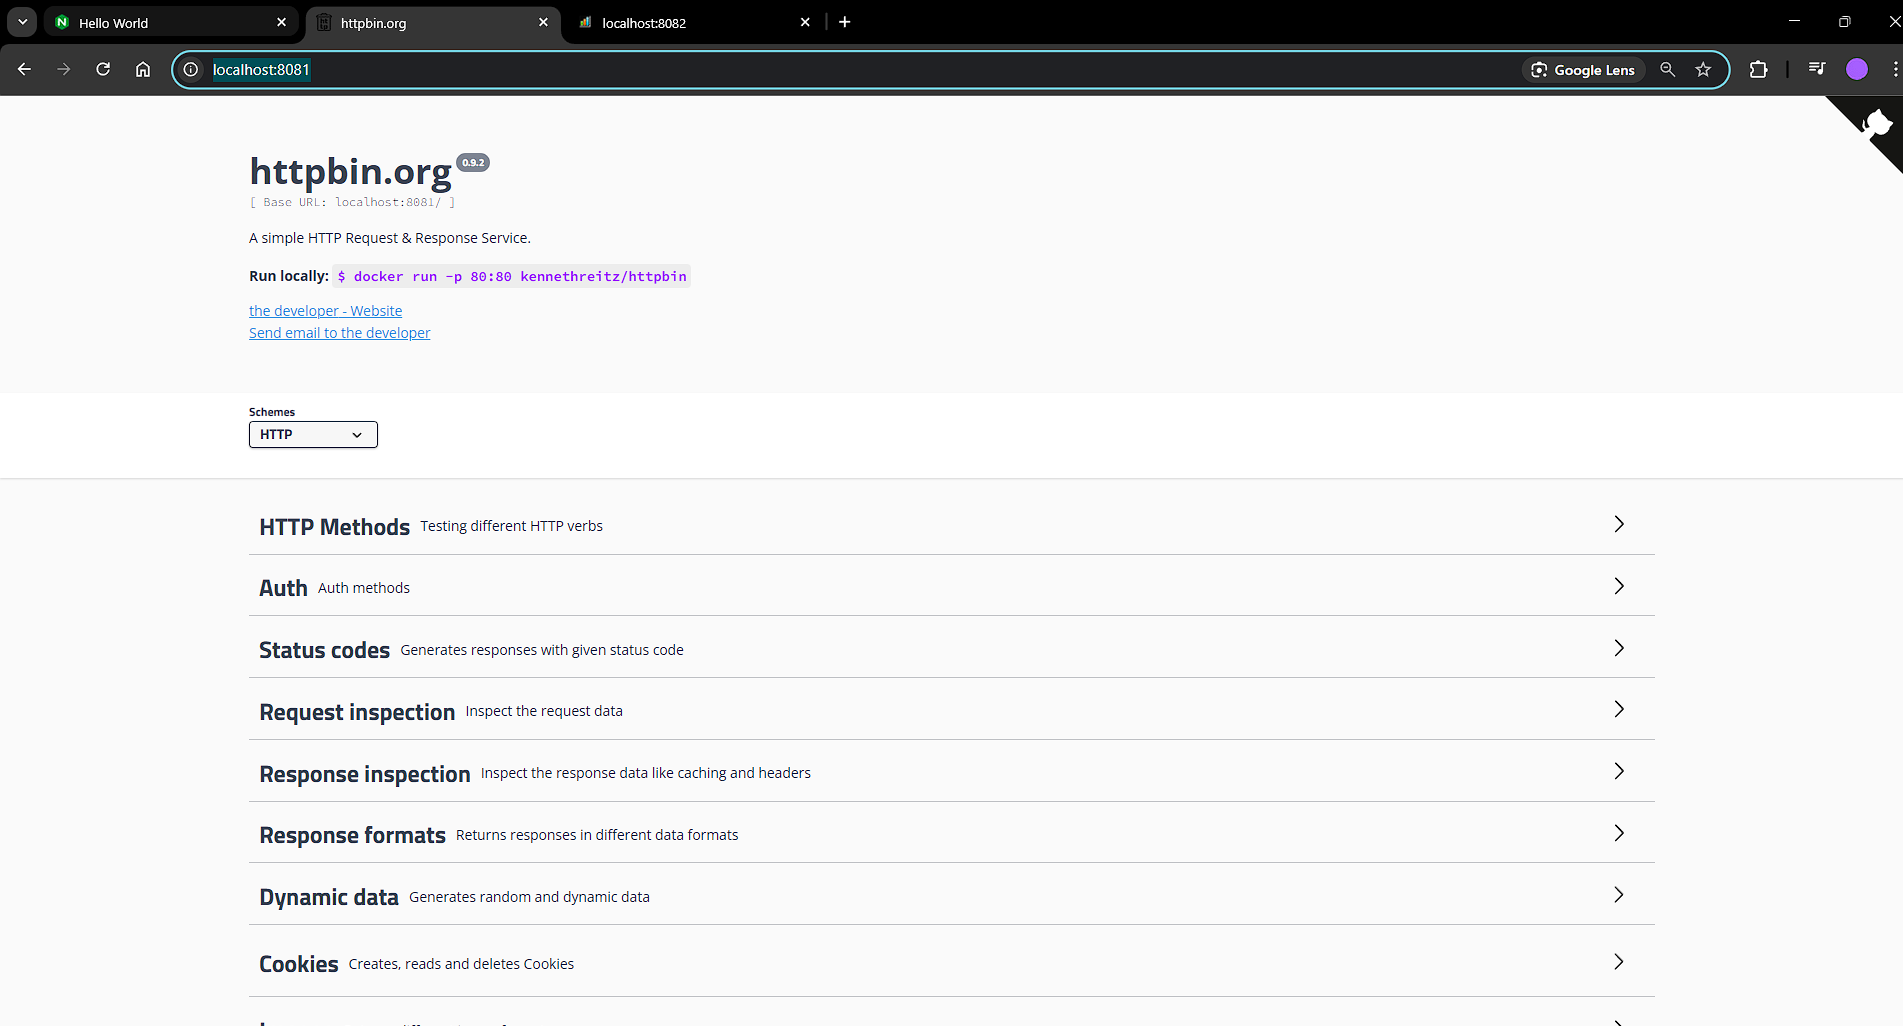 Hello World
httpbin.org
localhost:8082
localhost:8081
Google Lens
httpbin.org 0.9.2
[ Base URL: localhost:8081/ ]
A simple HTTP Request & Response Service.
Run locally: $ docker run -p 80:80 kennethreitz/httpbin
the developer - Website
Send email to the developer
Schemes
HTTP
HTTP Methods Testing different HTTP verbs
Auth Auth methods
Status codes Generates responses with given status code
Request inspection Inspect the request data
Response inspection Inspect the response data like caching and headers
Response formats Returns responses in different data formats
Dynamic data Generates random and dynamic data
Cookies Creates, reads and deletes Cookies